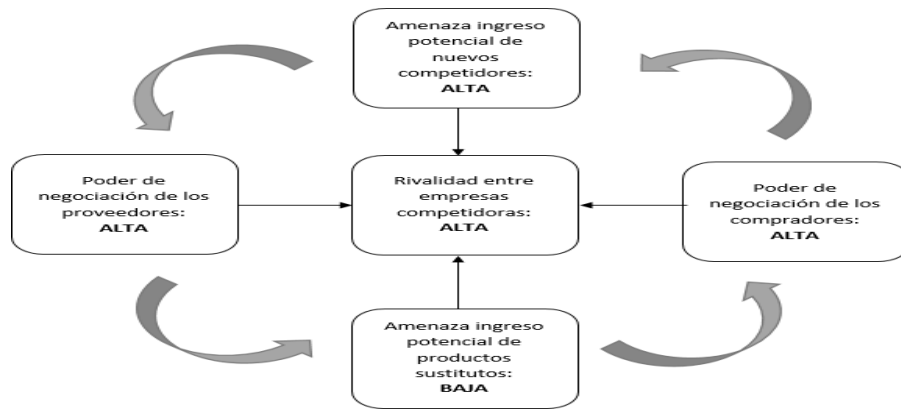 Amenaza ingreso
potencial de
nuevos
competidores:
ALTA
Poder de
negociación de los
proveedores:
ALTA
Rivalidad entre
empresas
competidoras:
ALTA
Poder de
negociación de los
compradores:
ALTA
Amenaza ingreso
potencial de
productos
sustitutos:
BAJA